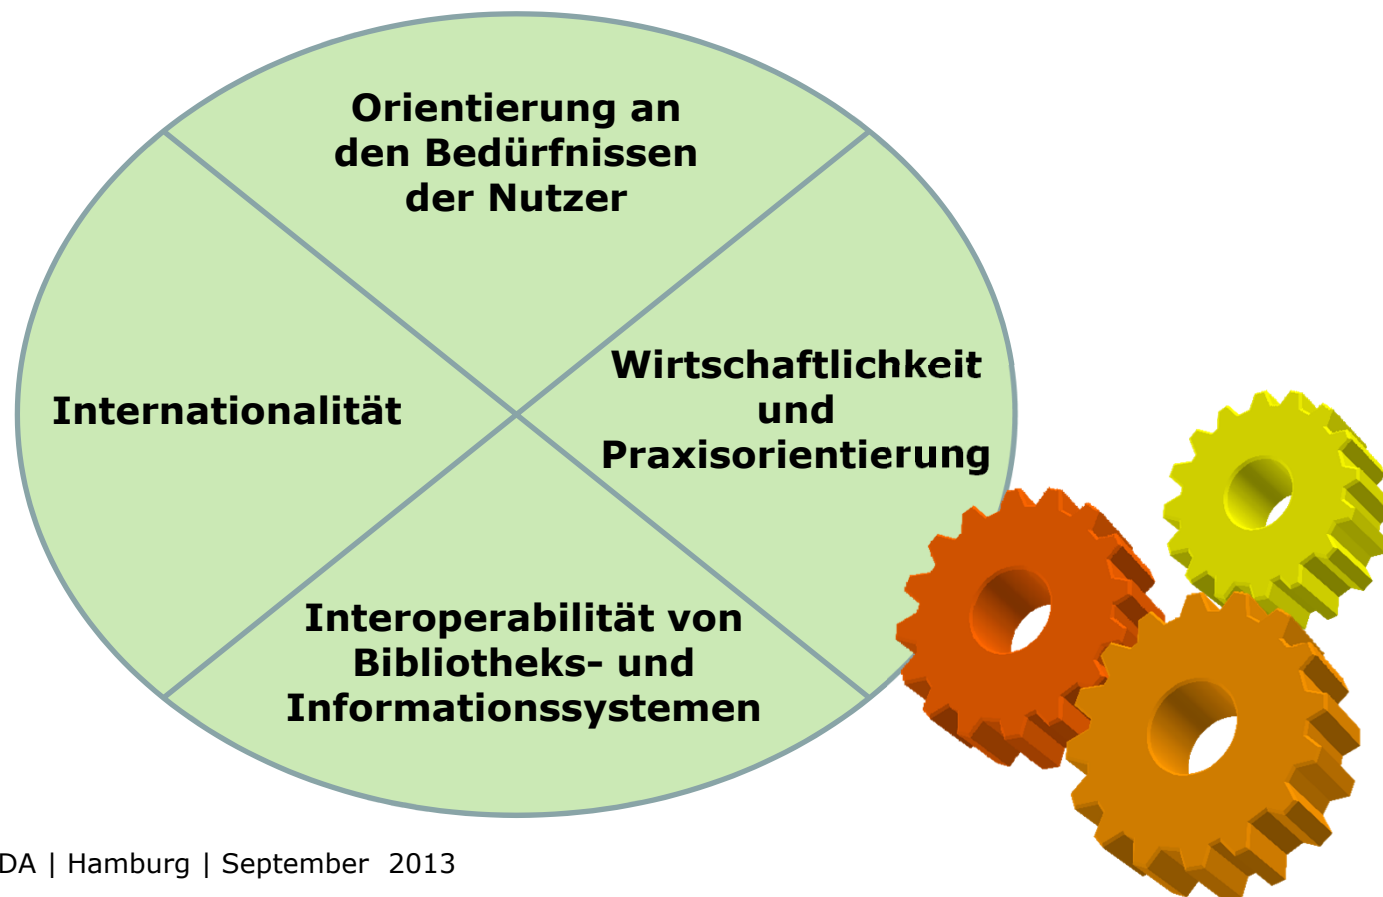 Orientierung an
den Bedürfnissen
der Nutzer
Internationalität
Wirtschaftlichkeit
und
Praxisorientierung
Interoperabilität von
Bibliotheks- und
Informationssystemen
DA | Hamburg | September 2013